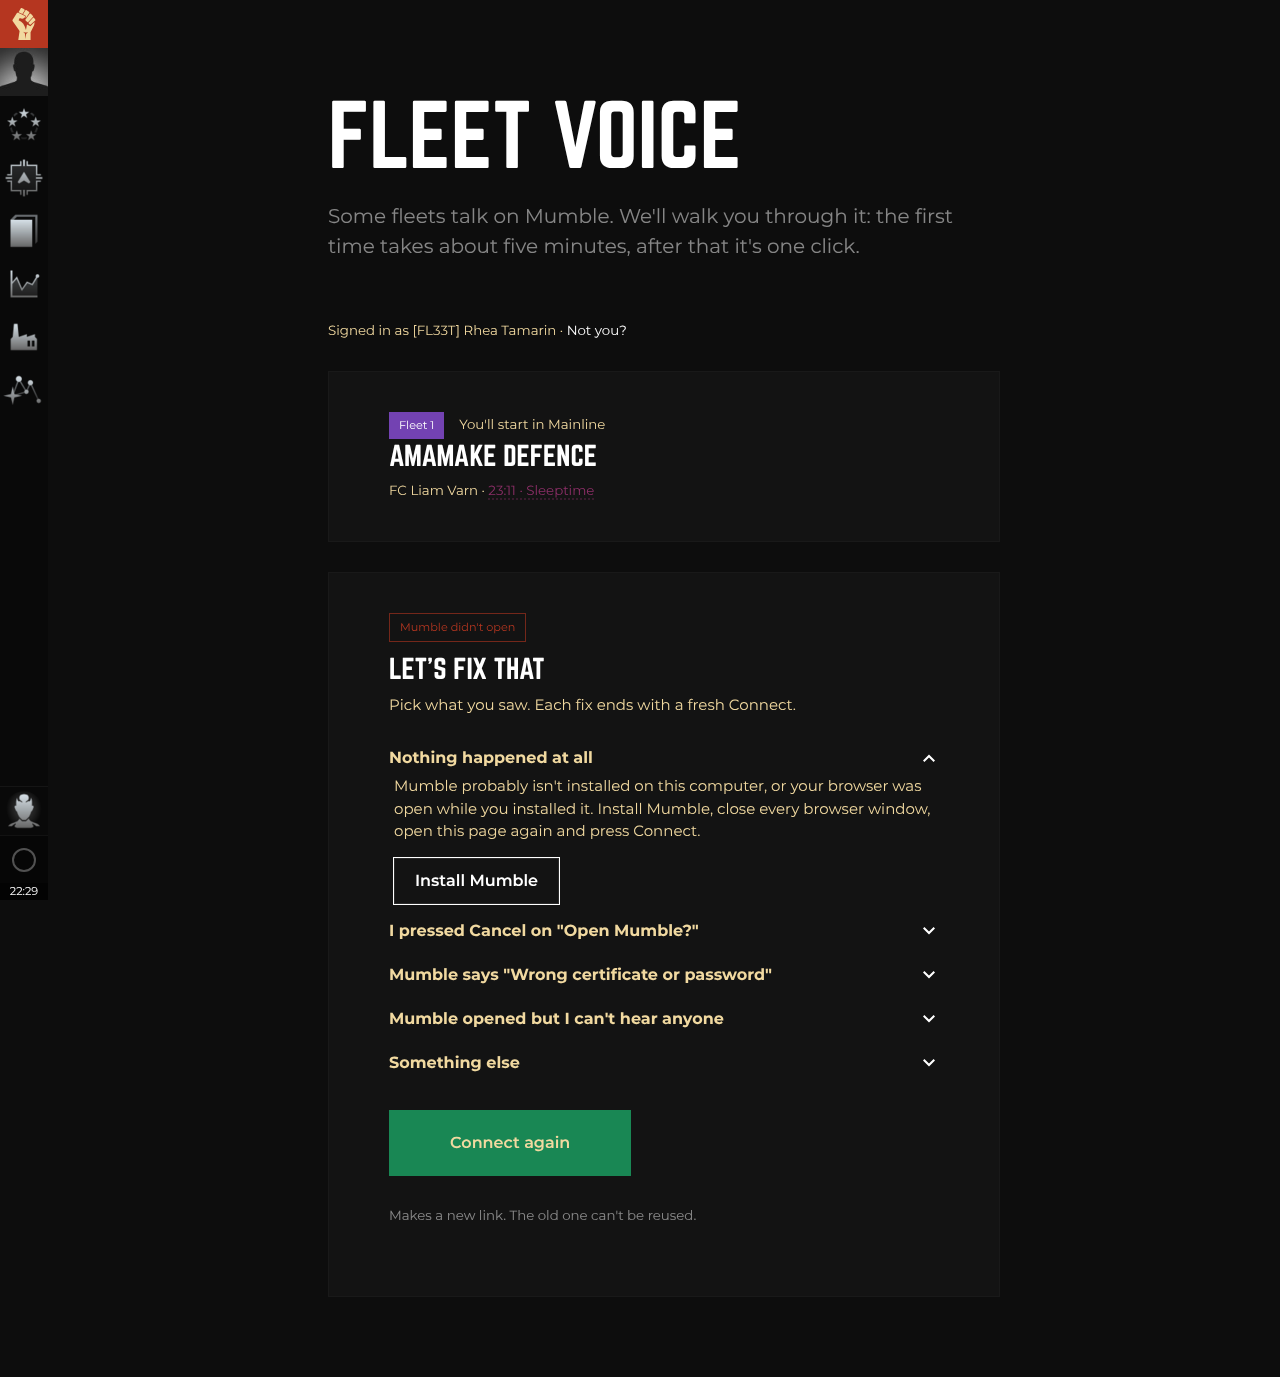 FLEET VOICE
Some fleets talk on Mumble. We'll walk you through it: the first
time takes about five minutes, after that it's one click.
Signed in as [FL33T] Rhea Tamarin · Not you?
Fleet 1 You'll start in Mainline
AMAMAKE DEFENCE
FC Liam Varn · 23:11 · Sleeptime
Mumble didn't open
LET'S FIX THAT
Pick what you saw. Each fix ends with a fresh Connect.
Nothing happened at all
Mumble probably isn't installed on this computer, or your browser was
open while you installed it. Install Mumble, close every browser window,
open this page again and press Connect.
Install Mumble
I pressed Cancel on "Open Mumble?"
Mumble says "Wrong certificate or password"
Mumble opened but I can't hear anyone
Something else
Connect again
Makes a new link. The old one can't be reused.
22:29